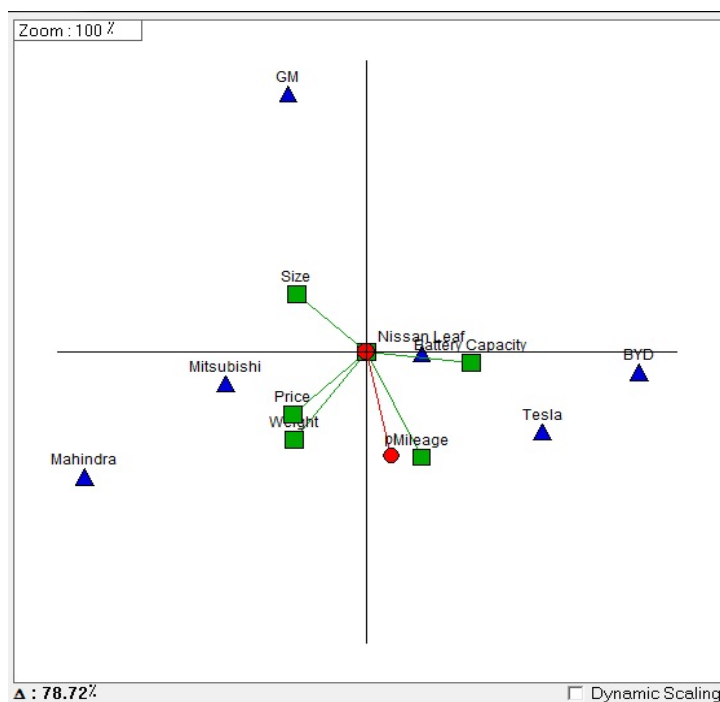 Zoom : 100 %
GM
Size
Nissan Leaf
Battery Capacity
BYD
Mitsubishi
Price
Weight
Tesla
Mileage
Mahindra
Δ : 78.72%
Dynamic Scaling